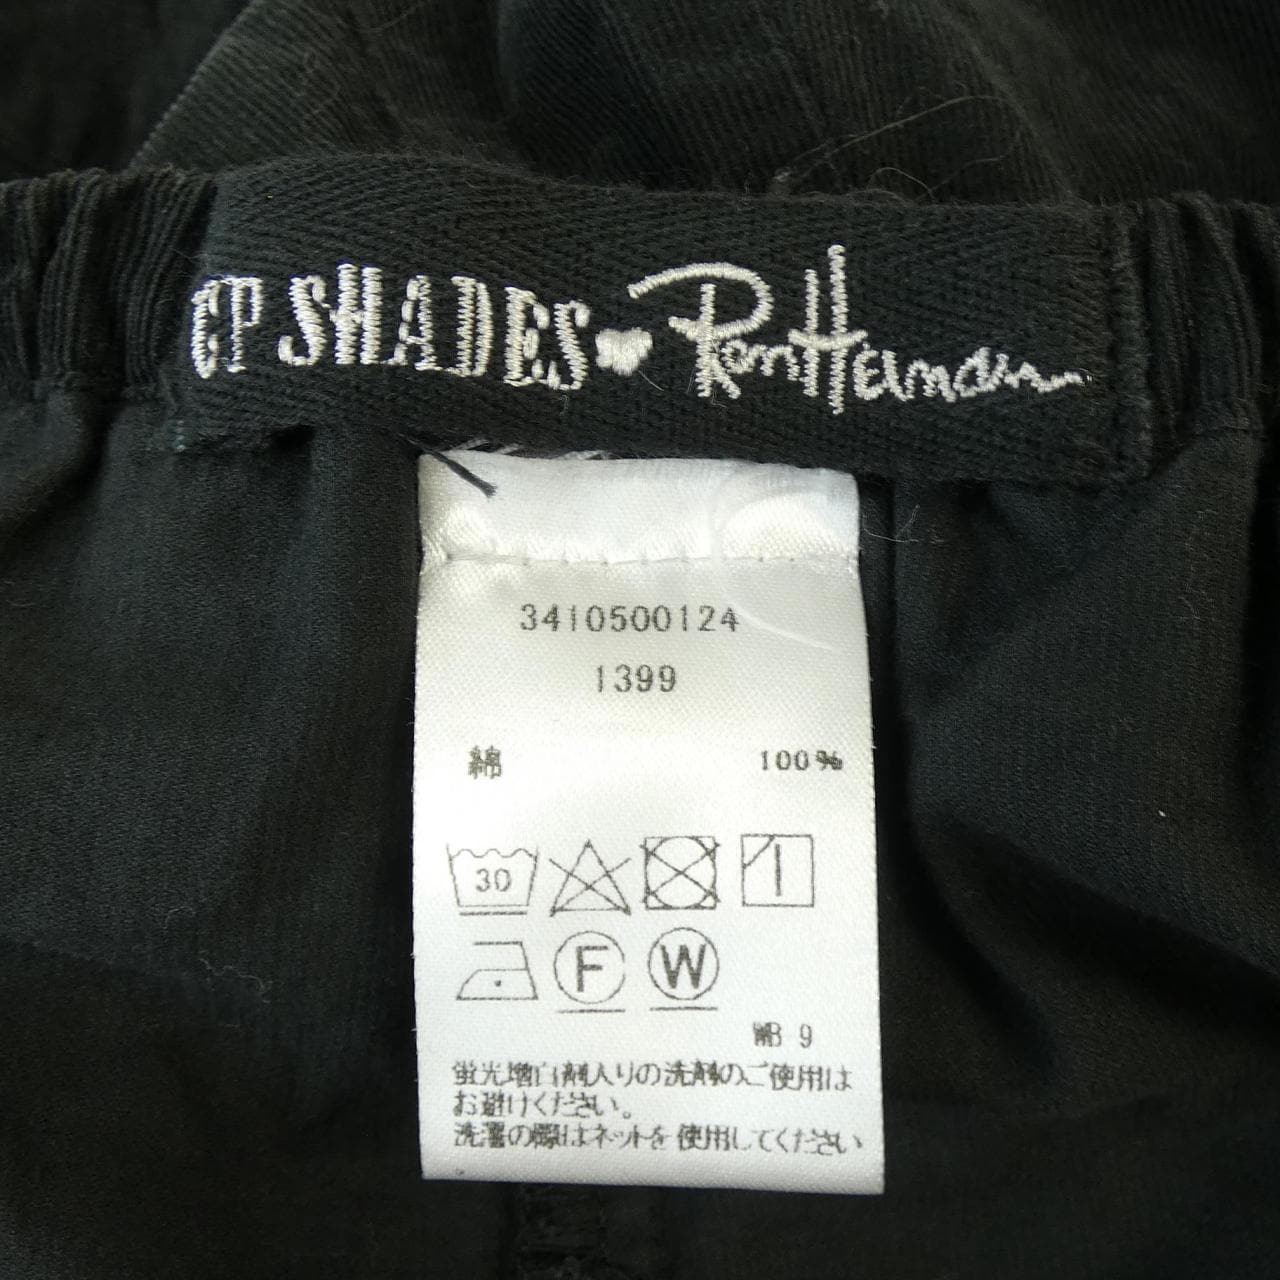 CP SHADES RonHerman
3410500124
1399
綿 100%
30
F W
WB 9
蛍光増白剤入りの洗剤のご使用は
お避けください。
洗濯の際はネットを使用してください